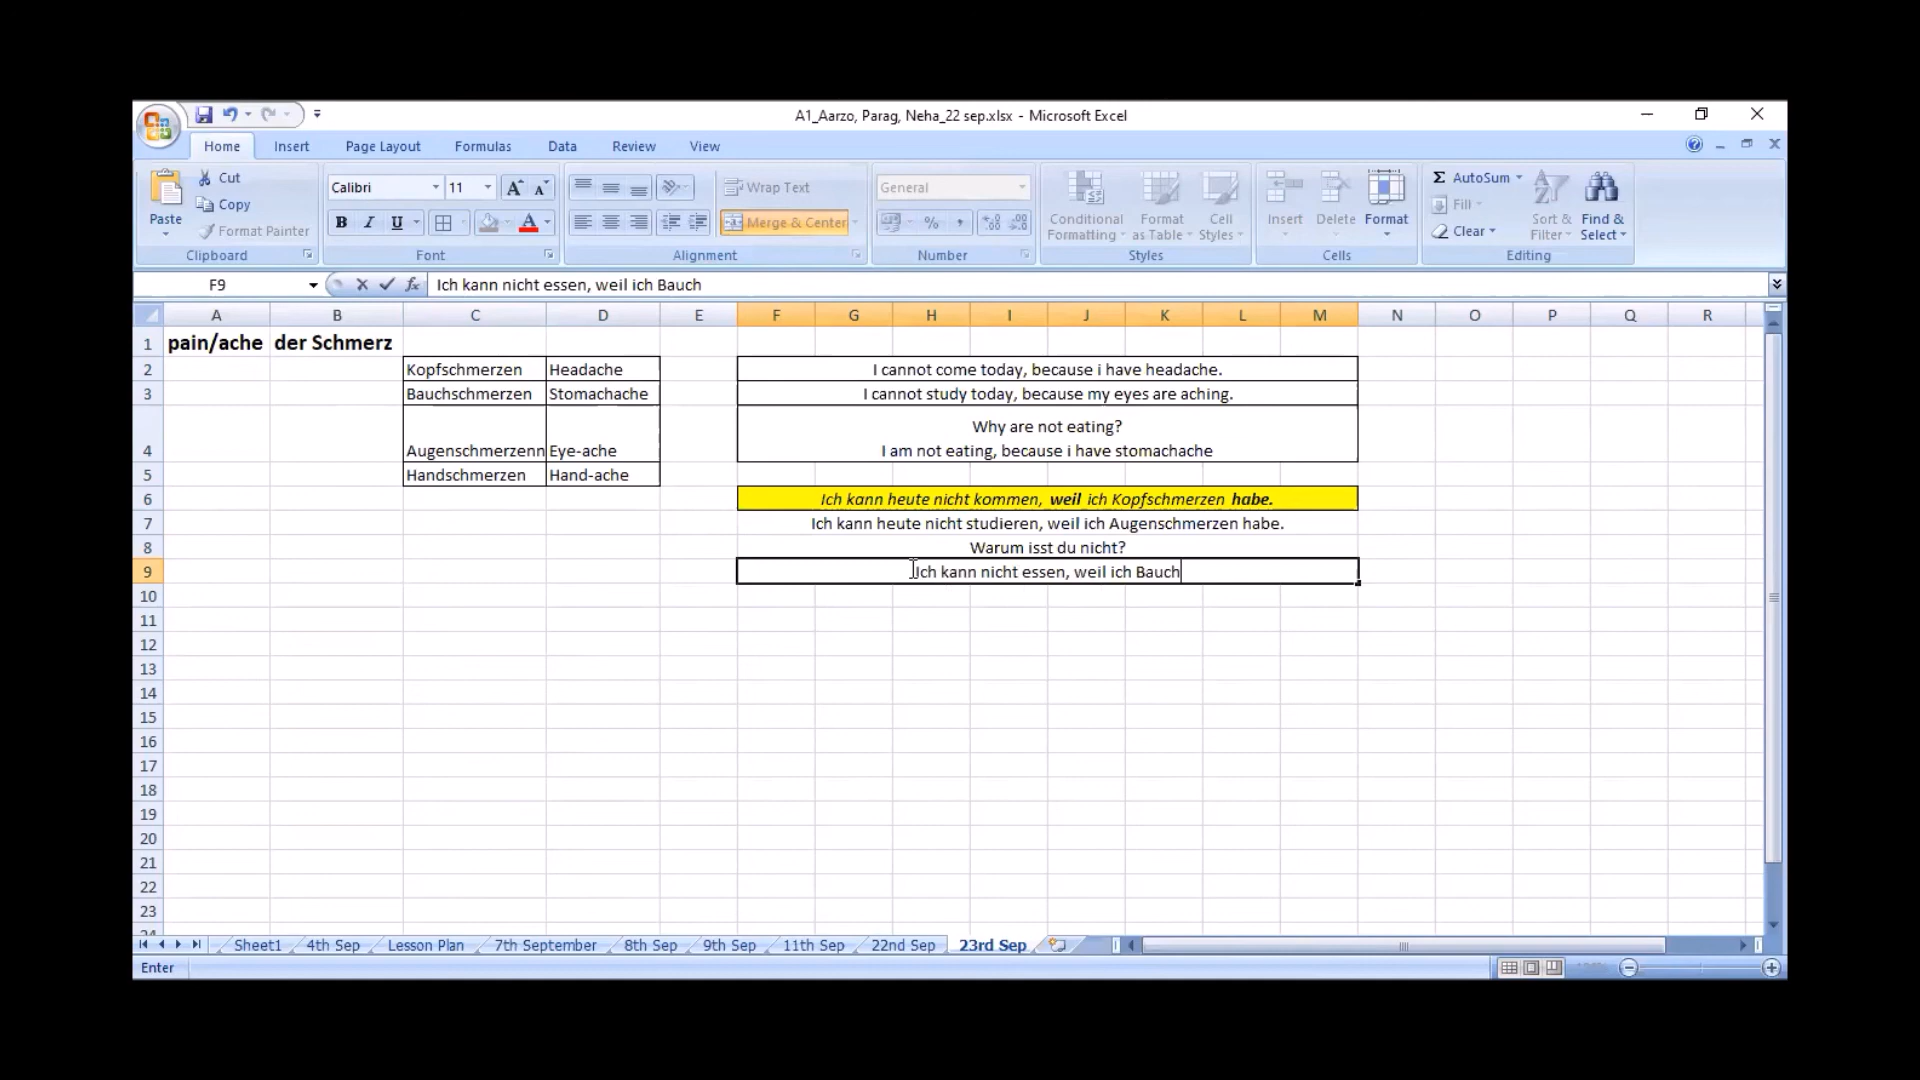 A1_Aarzo, Parag, Neha_22 sep.xlsx - Microsoft Excel
Home Insert Page Layout Formulas Data Review View
Paste Cut Copy Format Painter Clipboard
Calibri 11 B I U A Font
Wrap Text Merge & Center Alignment
General % , Number
Conditional Formatting Format as Table Cell Styles Styles
Insert Delete Format Cells
Σ AutoSum Fill Clear Sort & Filter Find & Select Editing
F9 fx Ich kann nicht essen, weil ich Bauch
A B C D E F G H I J K L M N O P Q R
1 pain/ache der Schmerz
2 Kopfschmerzen Headache I cannot come today, because i have headache.
3 Bauchschmerzen Stomachache I cannot study today, because my eyes are aching.
Why are not eating?
4 Augenschmerzenn Eye-ache I am not eating, because i have stomachache
5 Handschmerzen Hand-ache
6 Ich kann heute nicht kommen, weil ich Kopfschmerzen habe.
7 Ich kann heute nicht studieren, weil ich Augenschmerzen habe.
8 Warum isst du nicht?
9 Ich kann nicht essen, weil ich Bauch
10
11
12
13
14
15
16
17
18
19
20
21
22
23
Sheet1 4th Sep Lesson Plan 7th September 8th Sep 9th Sep 11th Sep 22nd Sep 23rd Sep
Enter